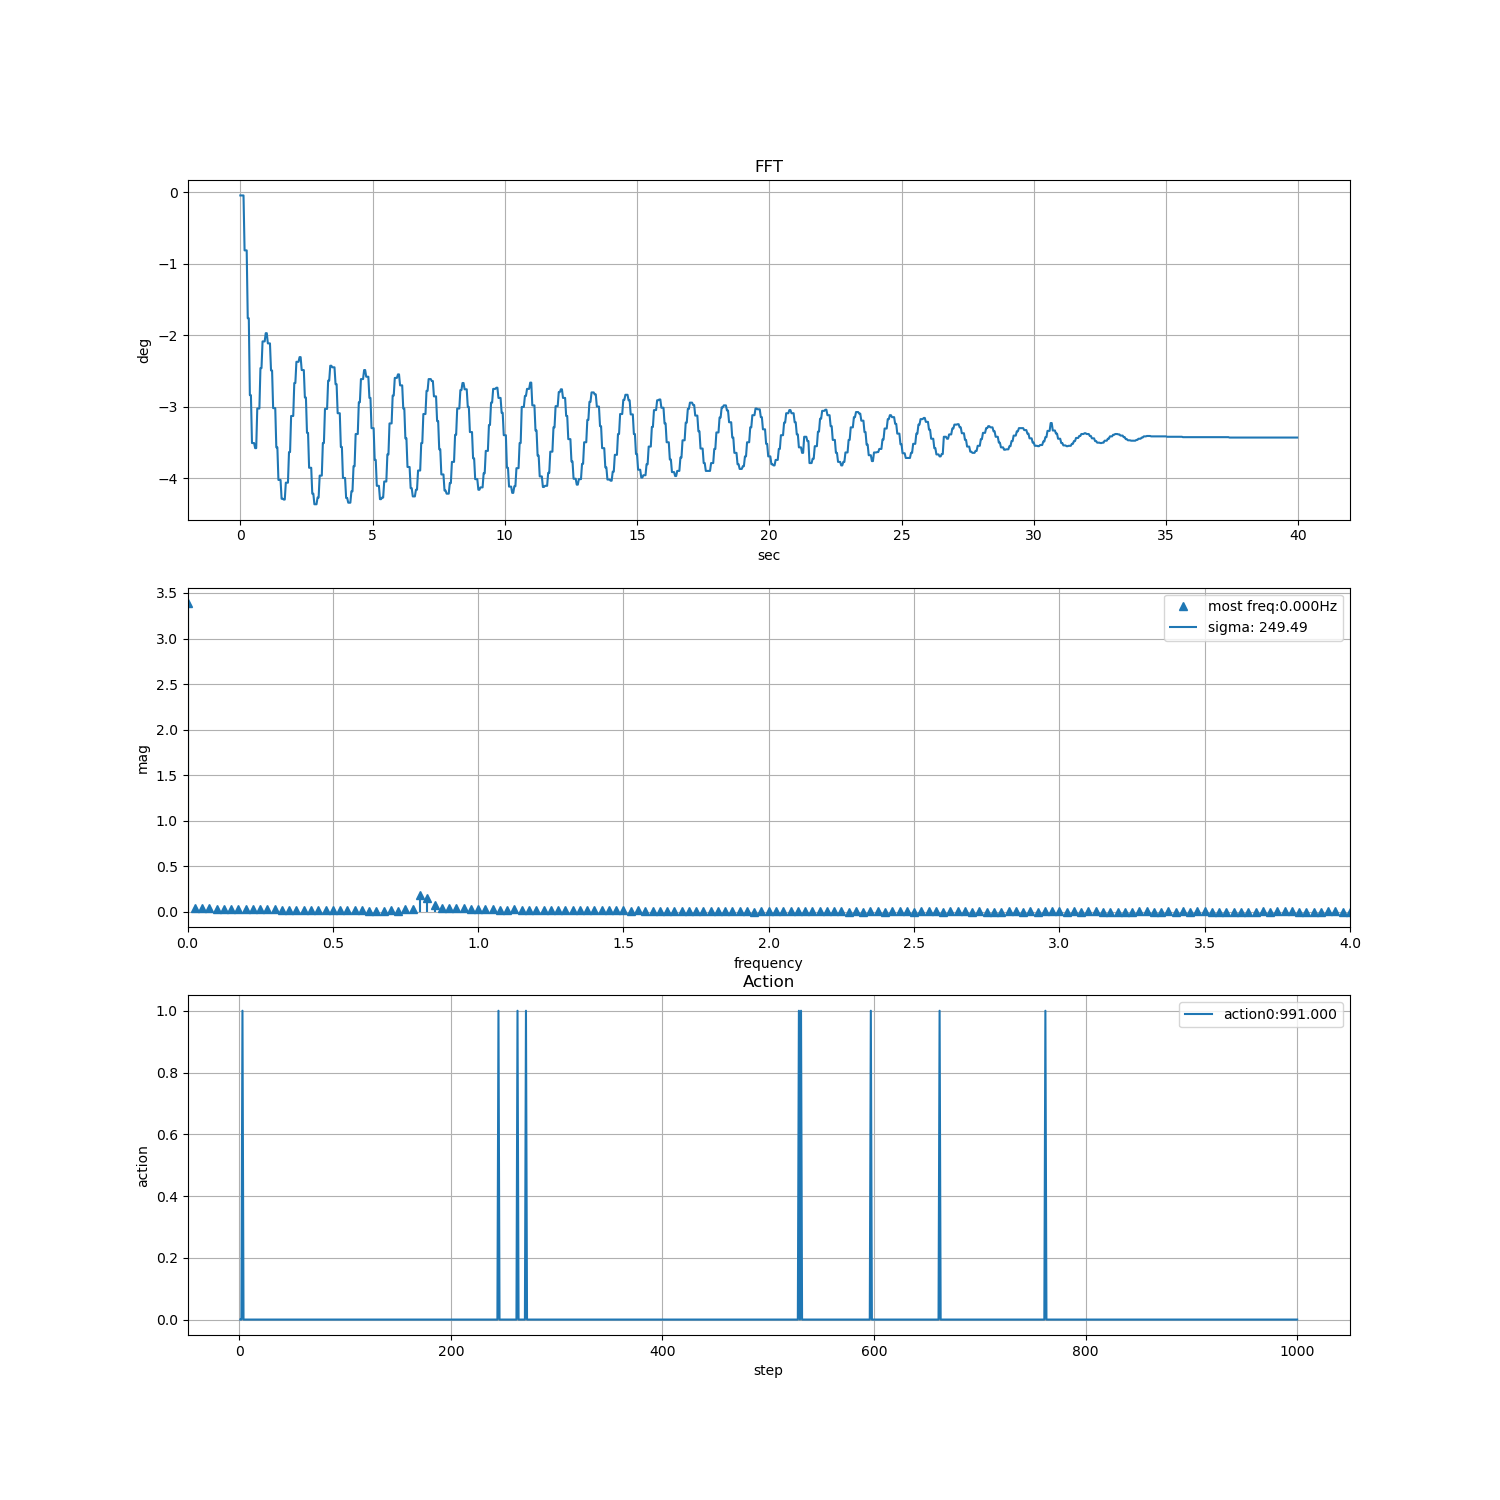 FFT
0
−1
−2
−3
−4
deg
0 5 10 15 20 25 30 35 40
sec
3.5
3.0
2.5
2.0
1.5
1.0
0.5
0.0
mag
most freq:0.000Hz
sigma: 249.49
0.0 0.5 1.0 1.5 2.0 2.5 3.0 3.5 4.0
frequency
Action
1.0
0.8
0.6
0.4
0.2
0.0
action
action0:991.000
0 200 400 600 800 1000
step